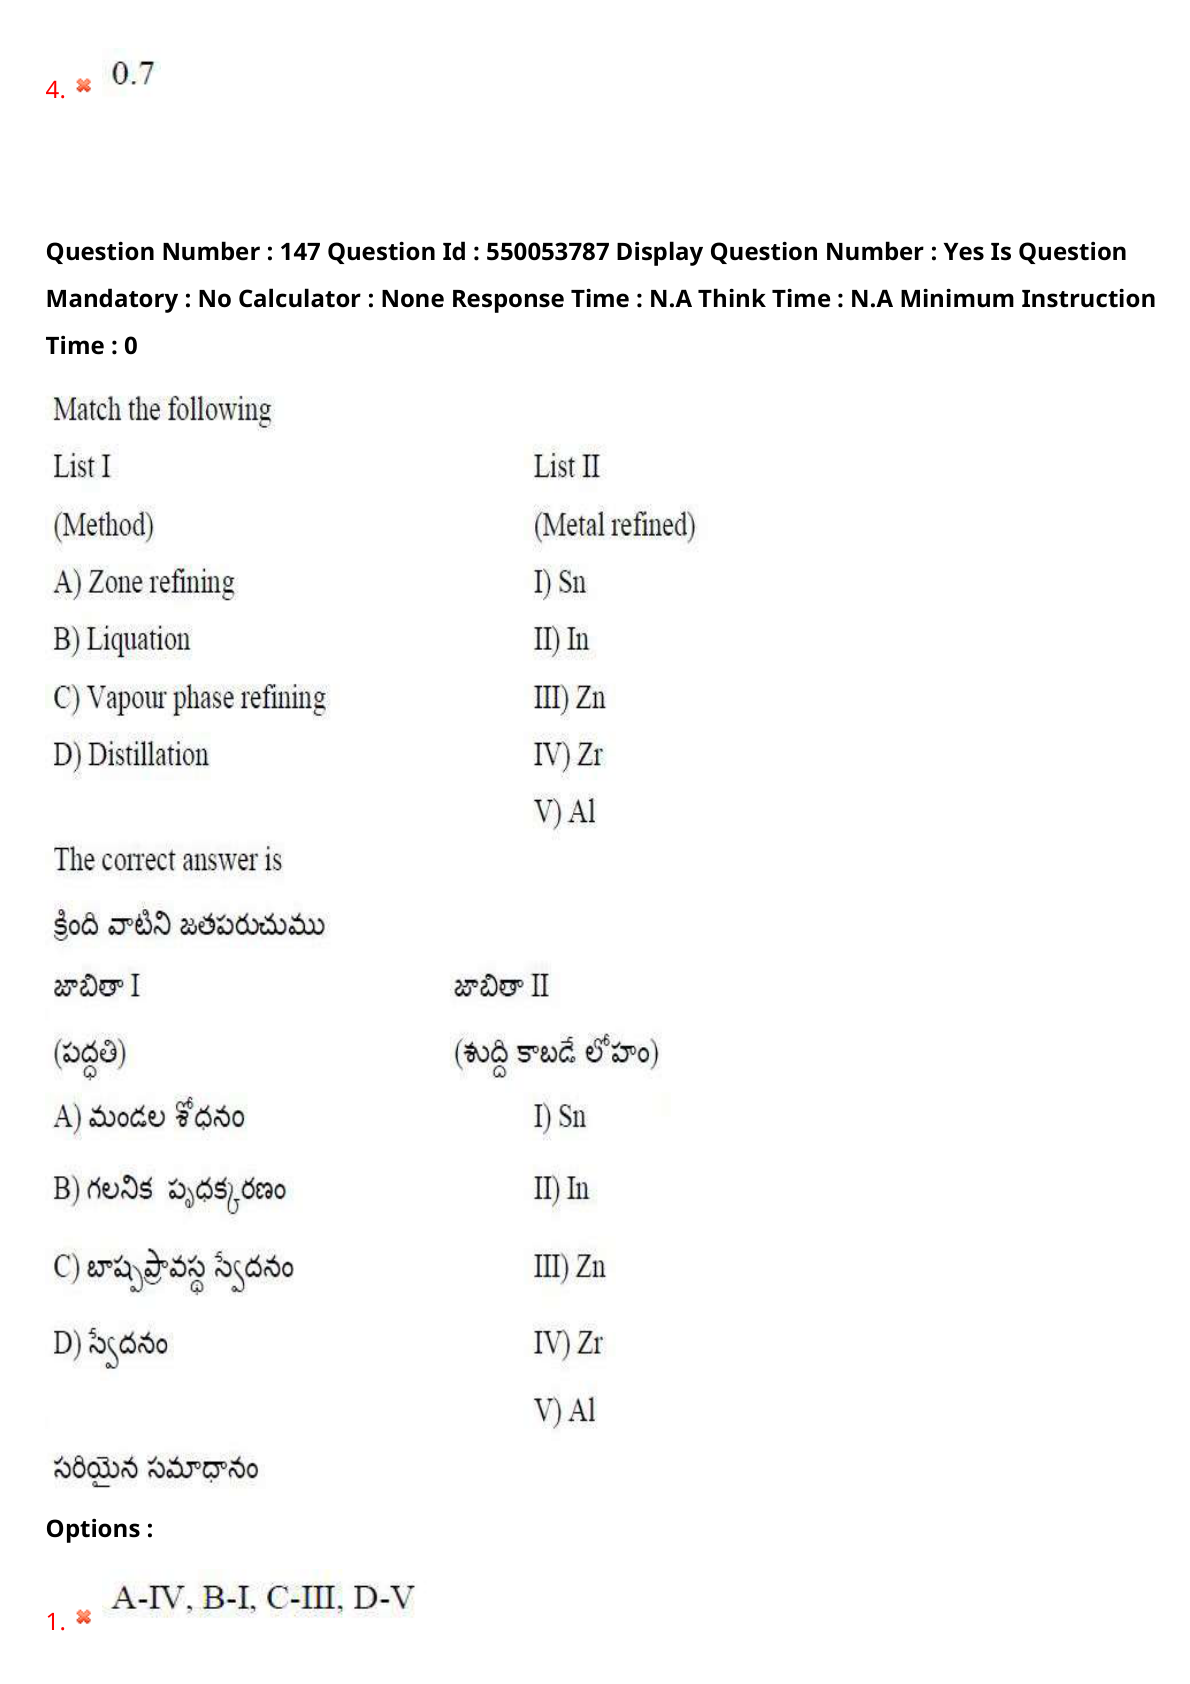 4. 0.7
Question Number : 147 Question Id : 550053787 Display Question Number : Yes Is Question
Mandatory : No Calculator : None Response Time : N.A Think Time : N.A Minimum Instruction
Time : 0
Match the following
List I List II
(Method) (Metal refined)
A) Zone refining I) Sn
B) Liquation II) In
C) Vapour phase refining III) Zn
D) Distillation IV) Zr
V) Al
The correct answer is
క్రింది వాటిని జతపరుచుము
జాబితా I జాబితా II
(పద్ధతి) (శుద్ది కాబడే లోహం)
A) మండల శోధనం I) Sn
B) గలనిక పృధక్కరణం II) In
C) బాష్పప్రావస్థ స్వేదనం III) Zn
D) స్వేదనం IV) Zr
V) Al
సరియైన సమాధానం
Options :
1. A-IV, B-I, C-III, D-V